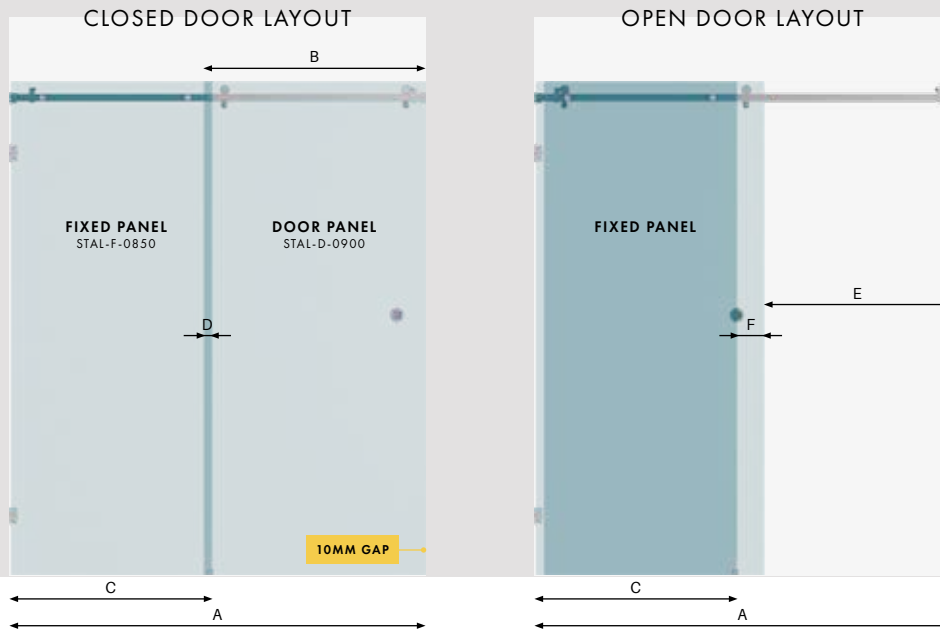 CLOSED DOOR LAYOUT
B
FIXED PANEL
STAL-F-0850
DOOR PANEL
STAL-D-0900
D
10MM GAP
C
A
OPEN DOOR LAYOUT
FIXED PANEL
E
F
C
A